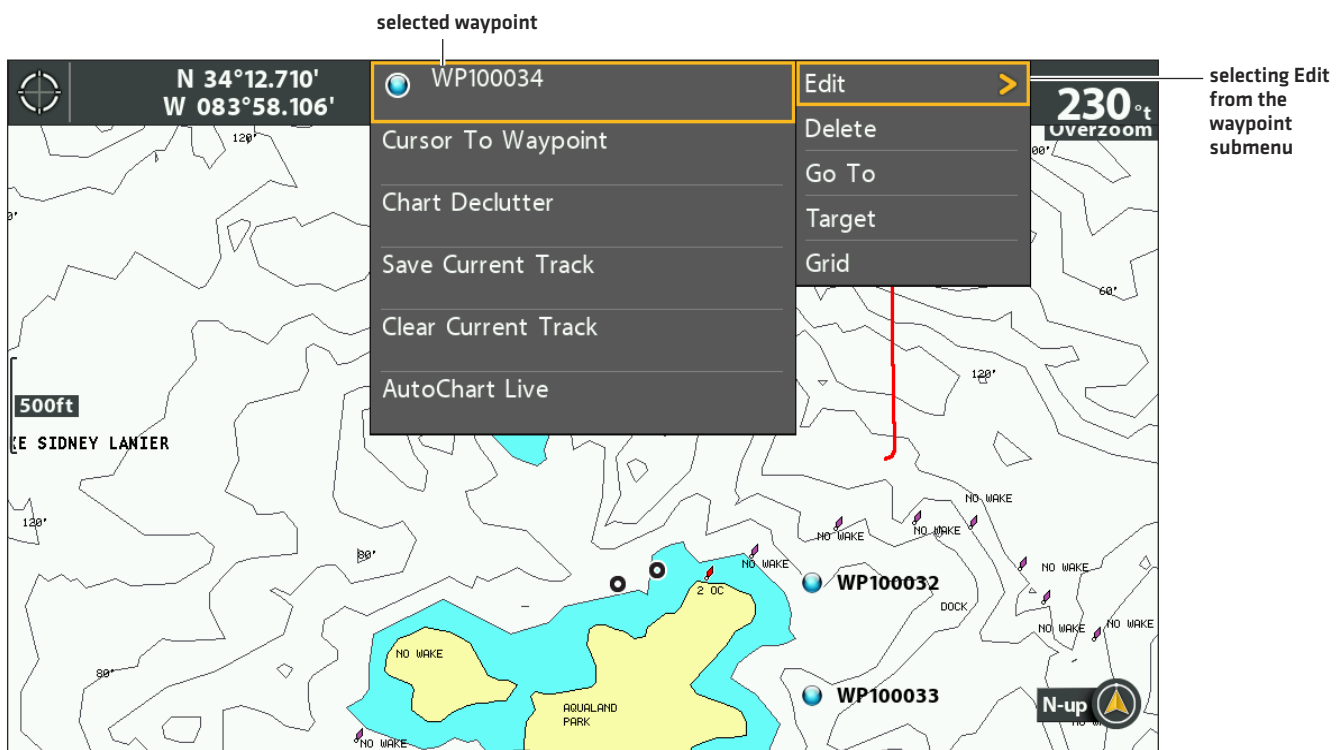 selected waypoint
N 34°12.710'
W 083°58.106'
WP100034
Cursor To Waypoint
Chart Declutter
Save Current Track
Clear Current Track
AutoChart Live
Edit >
Delete
Go To
Target
Grid
230°t
Overzoom
selecting Edit
from the
waypoint
submenu
120'
00'
0'
60'
500ft
120'
E SIDNEY LANIER
NO WAKE
120'
80'
NO WAKE
NO WAKE
NO WAKE
NO WAKE
2 OC
WP100032
DOCK
NO WAKE
NO WAKE
NO WAKE
80'
AQUALAND
PARK
WP100033
N-up
NO WAKE